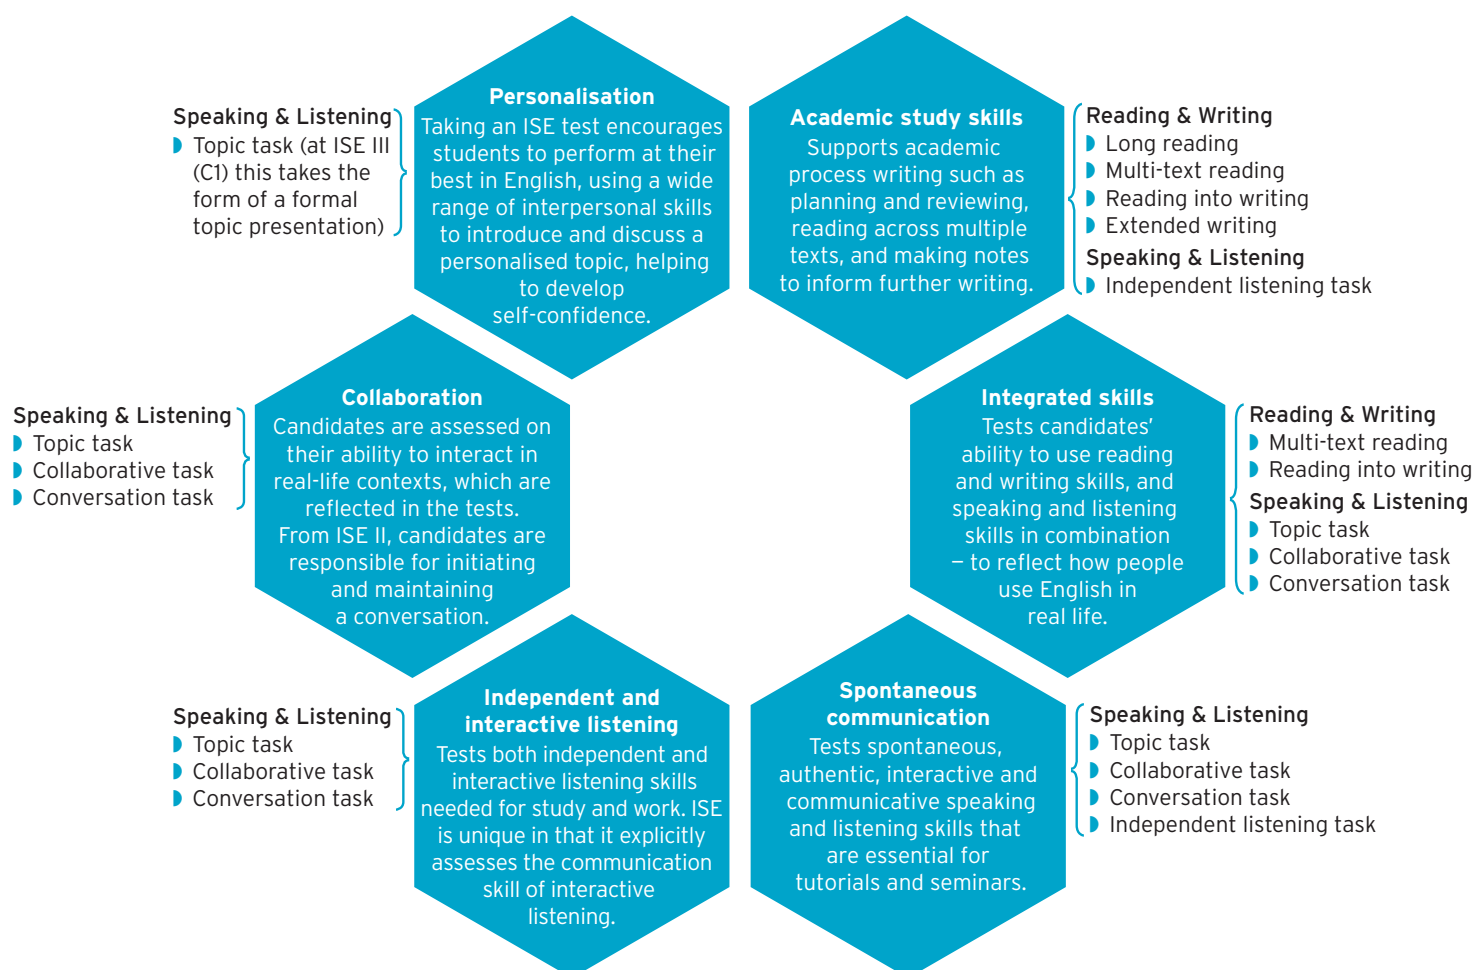 Speaking & Listening
Topic task (at ISE III
(C1) this takes the
form of a formal
topic presentation)
Personalisation
Taking an ISE test encourages
students to perform at their
best in English, using a wide
range of interpersonal skills
to introduce and discuss a
personalised topic, helping
to develop
self-confidence.
Academic study skills
Supports academic
process writing such as
planning and reviewing,
reading across multiple
texts, and making notes
to inform further writing.
Reading & Writing
Long reading
Multi-text reading
Reading into writing
Extended writing
Speaking & Listening
Independent listening task
Speaking & Listening
Topic task
Collaborative task
Conversation task
Collaboration
Candidates are assessed on
their ability to interact in
real-life contexts, which are
reflected in the tests.
From ISE II, candidates are
responsible for initiating
and maintaining
a conversation.
Integrated skills
Tests candidates’
ability to use reading
and writing skills, and
speaking and listening
skills in combination
– to reflect how people
use English in
real life.
Reading & Writing
Multi-text reading
Reading into writing
Speaking & Listening
Topic task
Collaborative task
Conversation task
Speaking & Listening
Topic task
Collaborative task
Conversation task
Independent and
interactive listening
Tests both independent and
interactive listening skills
needed for study and work. ISE
is unique in that it explicitly
assesses the communication
skill of interactive
listening.
Spontaneous
communication
Tests spontaneous,
authentic, interactive and
communicative speaking
and listening skills that
are essential for
tutorials and seminars.
Speaking & Listening
Topic task
Collaborative task
Conversation task
Independent listening task